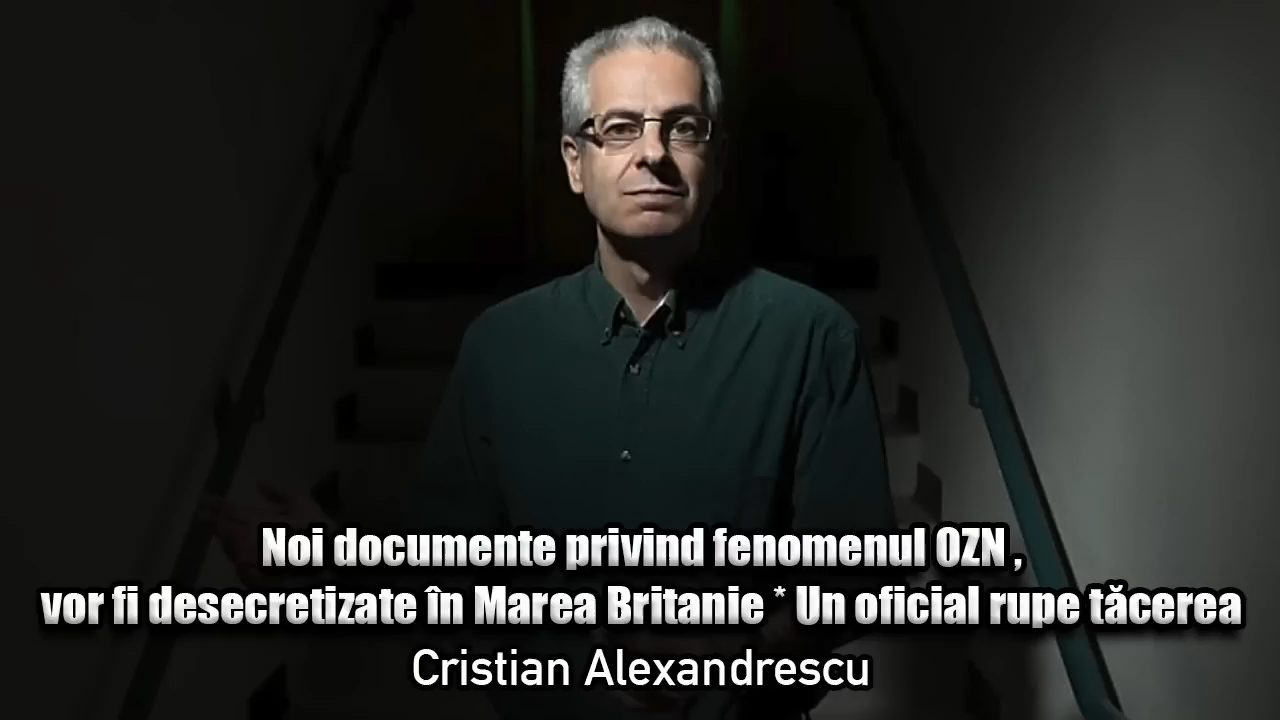 Noi documente privind fenomenul OZN ,
vor fi desecretizate în Marea Britanie * Un oficial rupe tăcerea
Cristian Alexandrescu